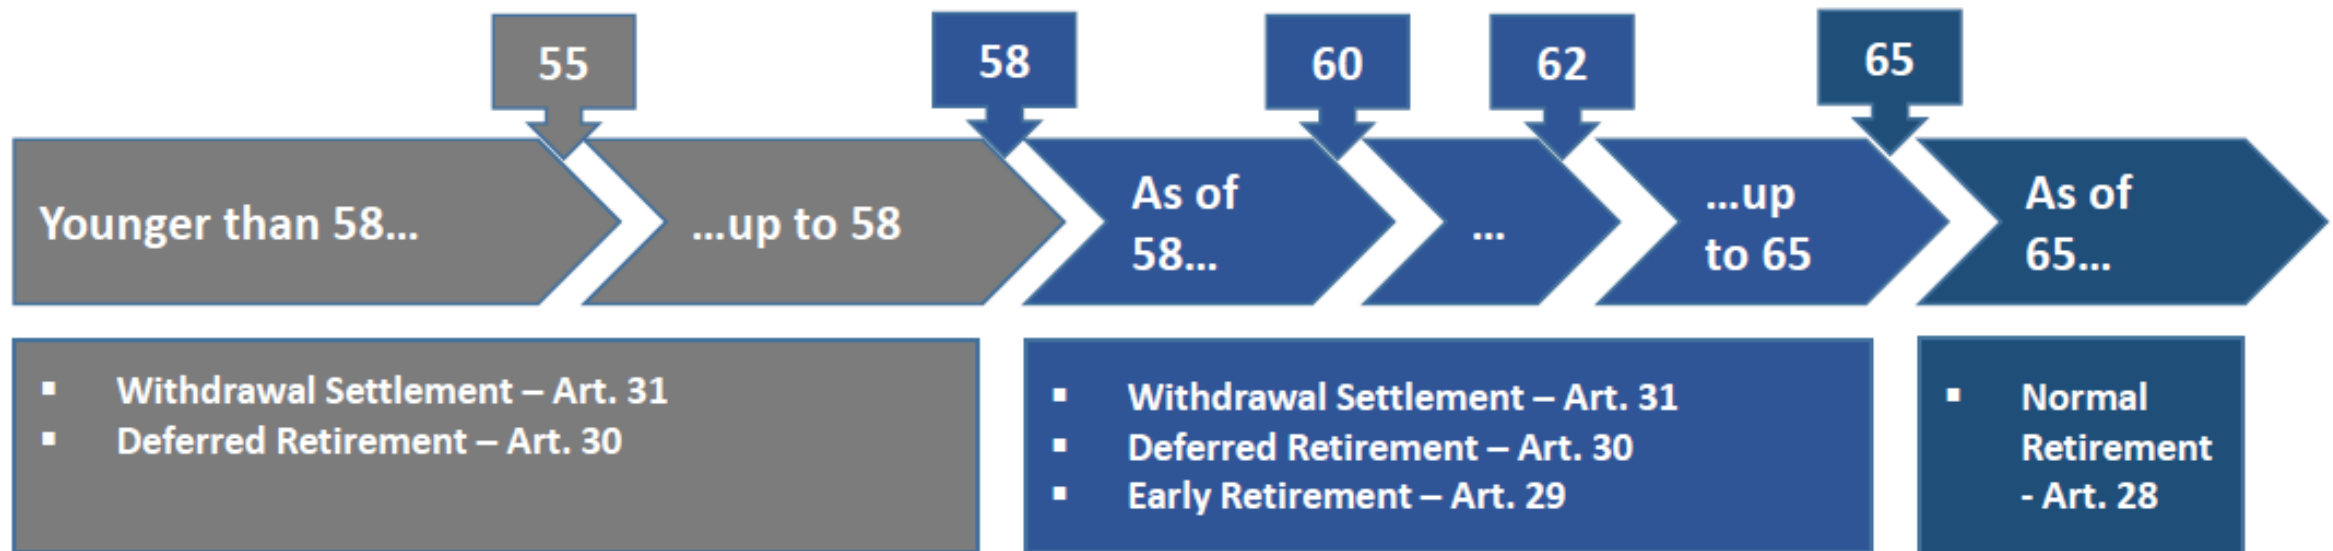 55
58
60
62
65
Younger than 58...
...up to 58
As of
58...
...
...up
to 65
As of
65...
▪ Withdrawal Settlement – Art. 31
▪ Deferred Retirement – Art. 30
▪ Withdrawal Settlement – Art. 31
▪ Deferred Retirement – Art. 30
▪ Early Retirement – Art. 29
▪ Normal
Retirement
- Art. 28